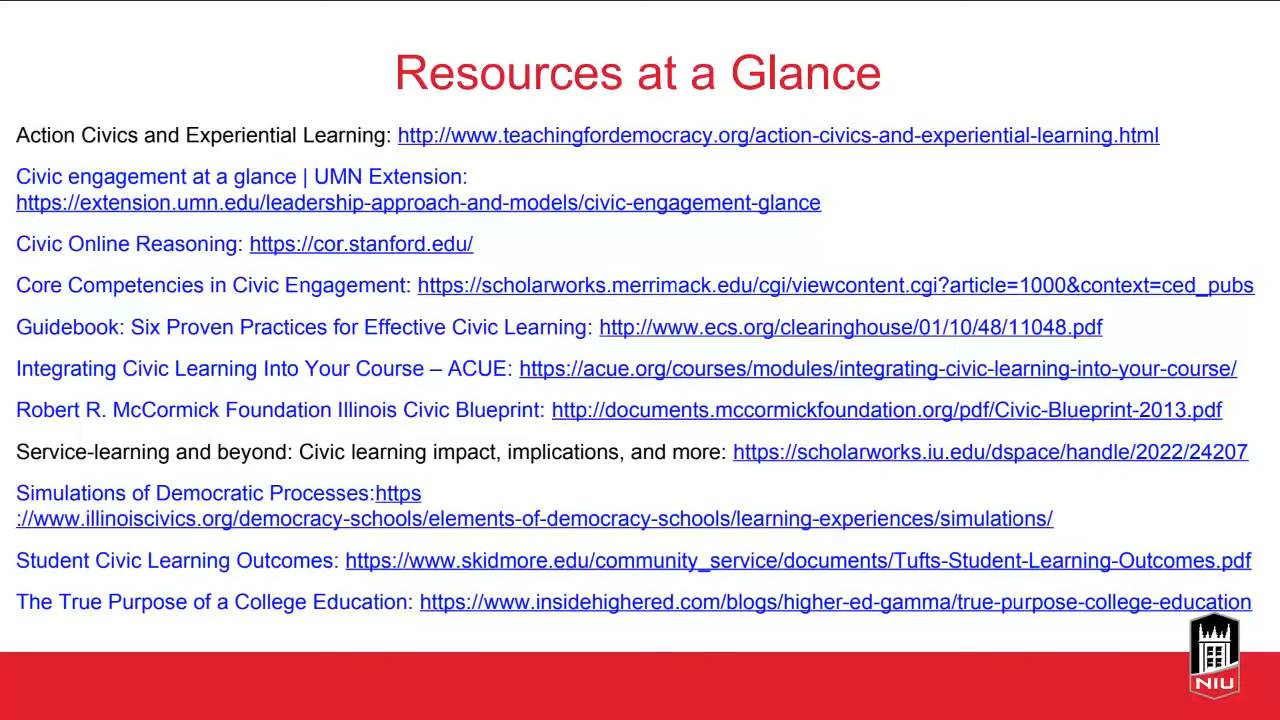 Resources at a Glance
Action Civics and Experiential Learning: http://www.teachingfordemocracy.org/action-civics-and-experiential-learning.html
Civic engagement at a glance | UMN Extension:
https://extension.umn.edu/leadership-approach-and-models/civic-engagement-glance
Civic Online Reasoning: https://cor.stanford.edu/
Core Competencies in Civic Engagement: https://scholarworks.merrimack.edu/cgi/viewcontent.cgi?article=1000&context=ced_pubs
Guidebook: Six Proven Practices for Effective Civic Learning: http://www.ecs.org/clearinghouse/01/10/48/11048.pdf
Integrating Civic Learning Into Your Course – ACUE: https://acue.org/courses/modules/integrating-civic-learning-into-your-course/
Robert R. McCormick Foundation Illinois Civic Blueprint: http://documents.mccormickfoundation.org/pdf/Civic-Blueprint-2013.pdf
Service-learning and beyond: Civic learning impact, implications, and more: https://scholarworks.iu.edu/dspace/handle/2022/24207
Simulations of Democratic Processes:https
://www.illinoiscivics.org/democracy-schools/elements-of-democracy-schools/learning-experiences/simulations/
Student Civic Learning Outcomes: https://www.skidmore.edu/community_service/documents/Tufts-Student-Learning-Outcomes.pdf
The True Purpose of a College Education: https://www.insidehighered.com/blogs/higher-ed-gamma/true-purpose-college-education
NIU